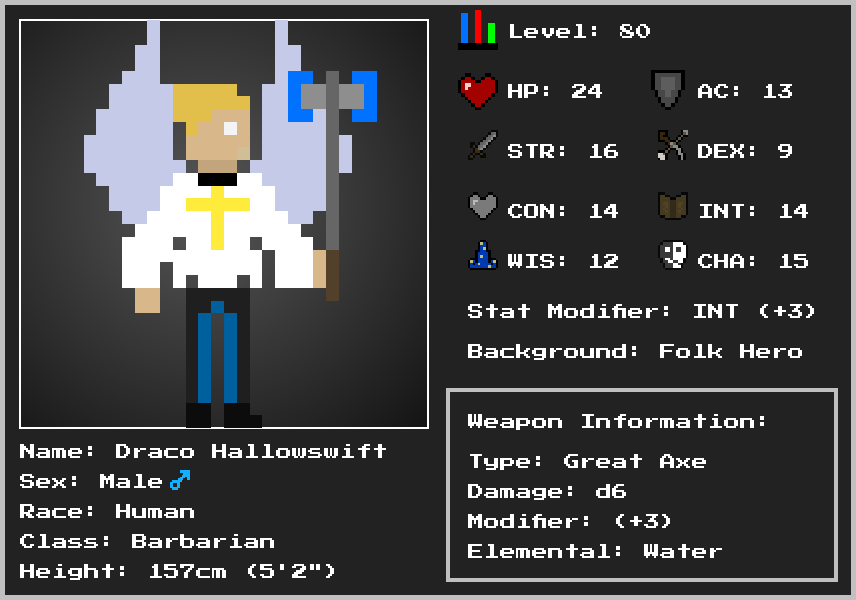 Level: 80
HP: 24
AC: 13
STR: 16
DEX: 9
CON: 14
INT: 14
WIS: 12
CHA: 15
Stat Modifier: INT (+3)
Background: Folk Hero
Weapon Information:
Type: Great Axe
Damage: d6
Modifier: (+3)
Elemental: Water
Name: Draco Hallowswift
Sex: Male ♂
Race: Human
Class: Barbarian
Height: 157cm (5'2")